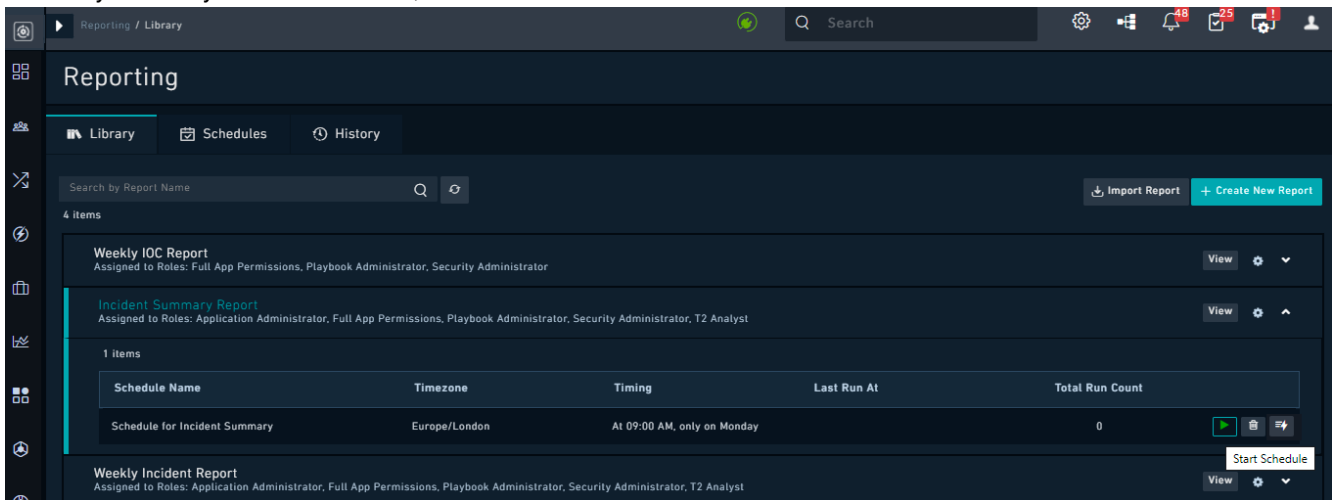 Reporting / Library
Search
48
25
!
Reporting
Library
Schedules
History
Search by Report Name
Import Report
+ Create New Report
4 items
Weekly IOC Report
Assigned to Roles: Full App Permissions, Playbook Administrator, Security Administrator
View
Incident Summary Report
Assigned to Roles: Application Administrator, Full App Permissions, Playbook Administrator, Security Administrator, T2 Analyst
View
1 items
Schedule Name Timezone Timing Last Run At Total Run Count
Schedule for Incident Summary Europe/London At 09:00 AM, only on Monday 0
Start Schedule
Weekly Incident Report
Assigned to Roles: Application Administrator, Full App Permissions, Playbook Administrator, Security Administrator, T2 Analyst
View